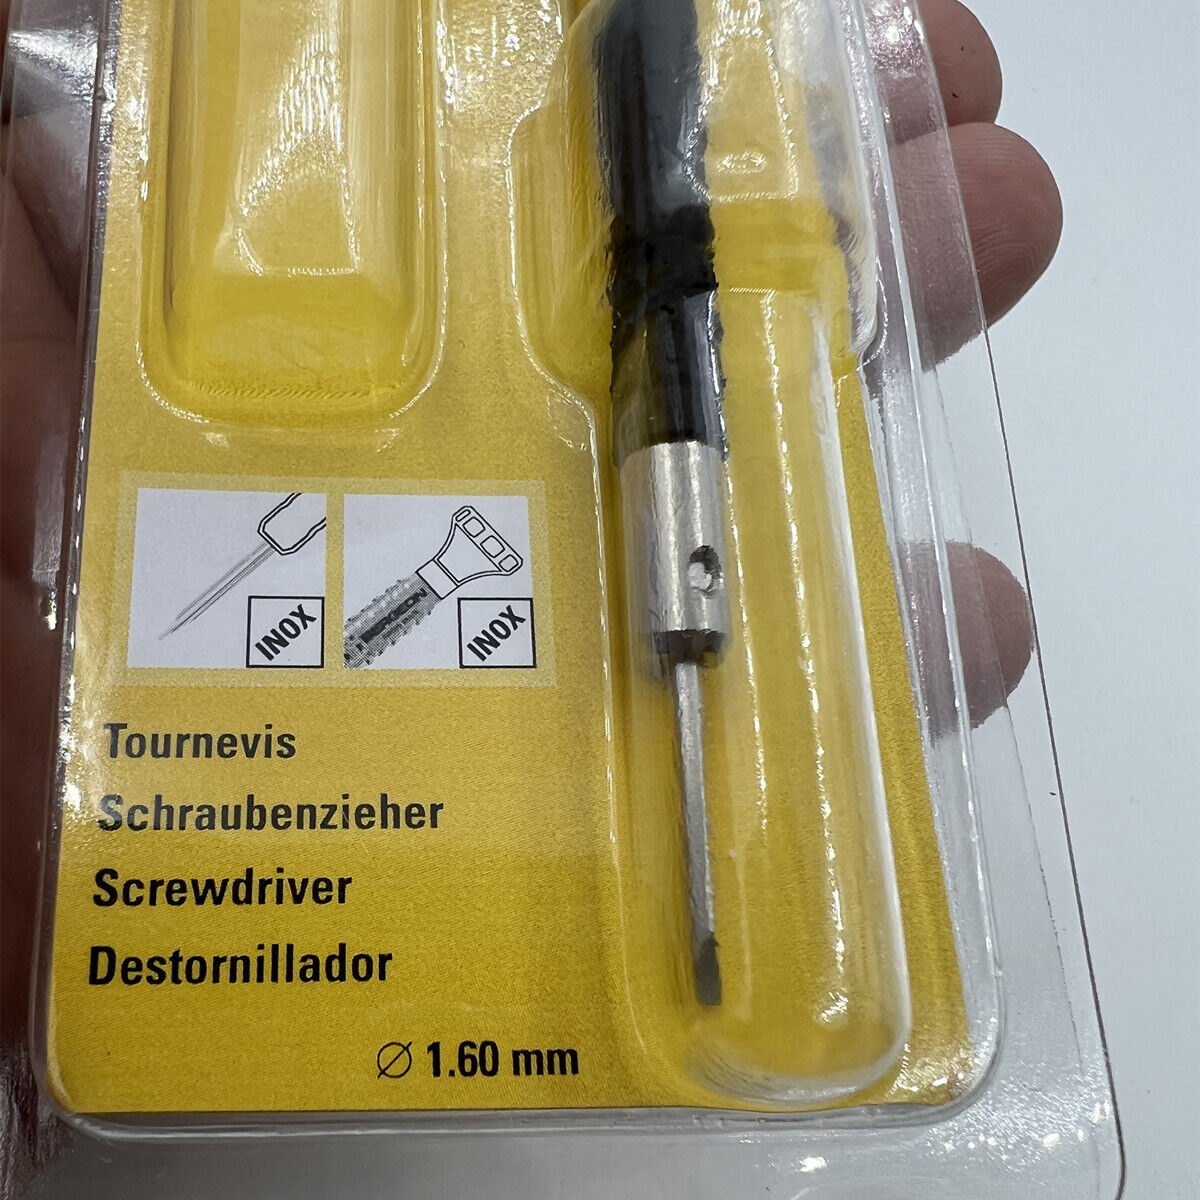 INOX
INOX
Tournevis
Schraubenzieher
Screwdriver
Destornillador
∅ 1.60 mm